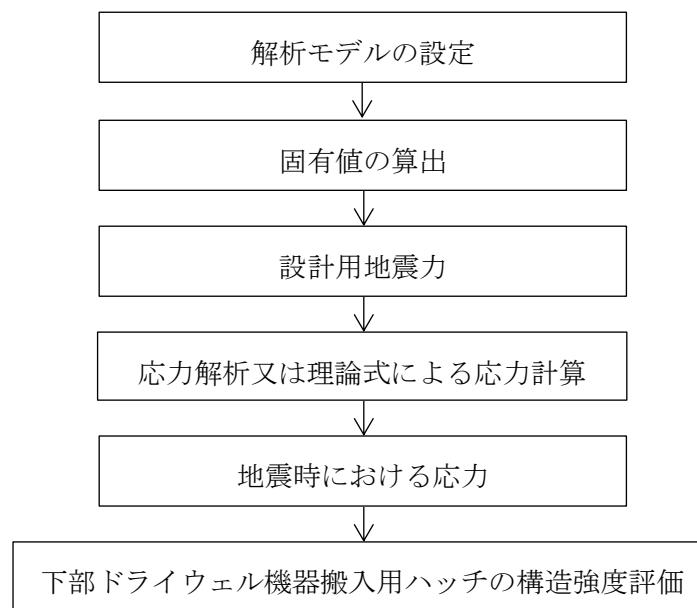 解析モデルの設定
固有値の算出
設計用地震力
応力解析又は理論式による応力計算
地震時における応力
下部ドライウェル機器搬入用ハッチの構造強度評価